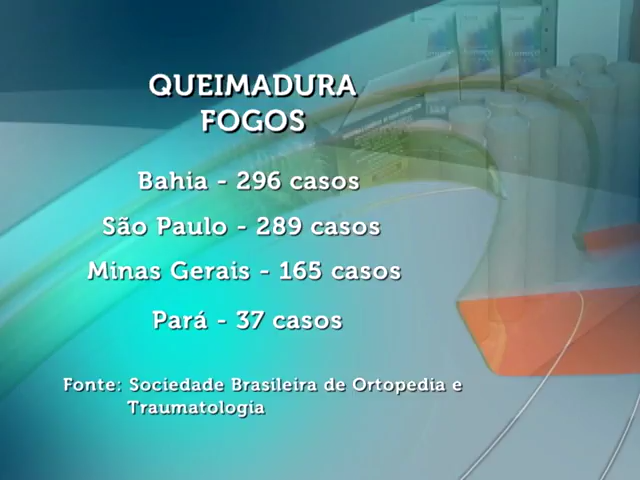 QUEIMADURA
FOGOS
Bahia - 296 casos
São Paulo - 289 casos
Minas Gerais - 165 casos
Pará - 37 casos
Fonte: Sociedade Brasileira de Ortopedia e
Traumatologia